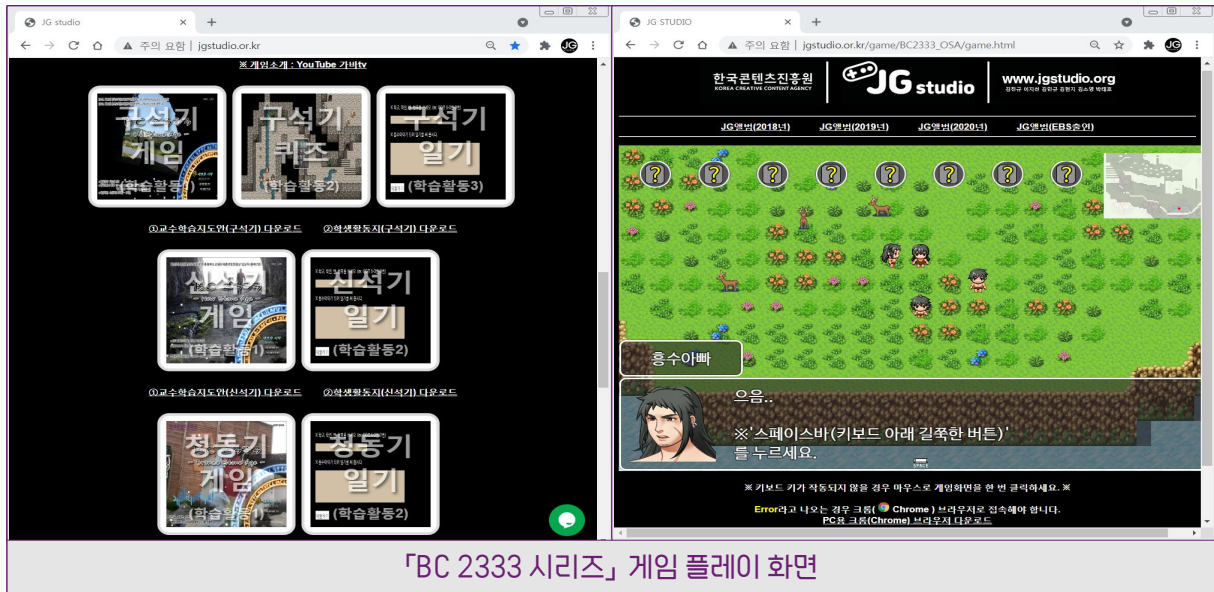 JG studio
주의 요함 | jgstudio.or.kr
JG
※ 게임소개 : YouTube 가바tv
구석기
게임
(학습활동1)
구석기
퀴즈
(학습활동2)
구석기
일기
(학습활동3)
①교수학습지도안(구석기) 다운로드
②학생활동지(구석기) 다운로드
신석기
게임
(학습활동1)
신석기
일기
(학습활동2)
①교수학습지도안(신석기) 다운로드
②학생활동지(신석기) 다운로드
청동기
게임
(학습활동1)
청동기
일기
(학습활동2)
JG STUDIO
주의 요함 | jgstudio.or.kr/game/BC2333_OSA/game.html
JG
한국콘텐츠진흥원
KOREA CREATIVE CONTENT AGENCY
JG studio
www.jgstudio.org
JG앨범(2018년)
JG앨범(2019년)
JG앨범(2020년)
JG앨범(EBS출연)
? ? ? ? ? ? ? ?
흥수아빠
으음..
※'스페이스바(키보드 아래 길쭉한 버튼)'
를 누르세요.
SPACE
※ 키보드 키가 작동되지 않을 경우 마우스로 게임화면을 한 번 클릭하세요. ※
Error라고 나오는 경우 크롬( Chrome ) 브라우저로 접속해야 합니다.
PC용 크롬(Chrome) 브라우저 다운로드
「BC 2333 시리즈」 게임 플레이 화면